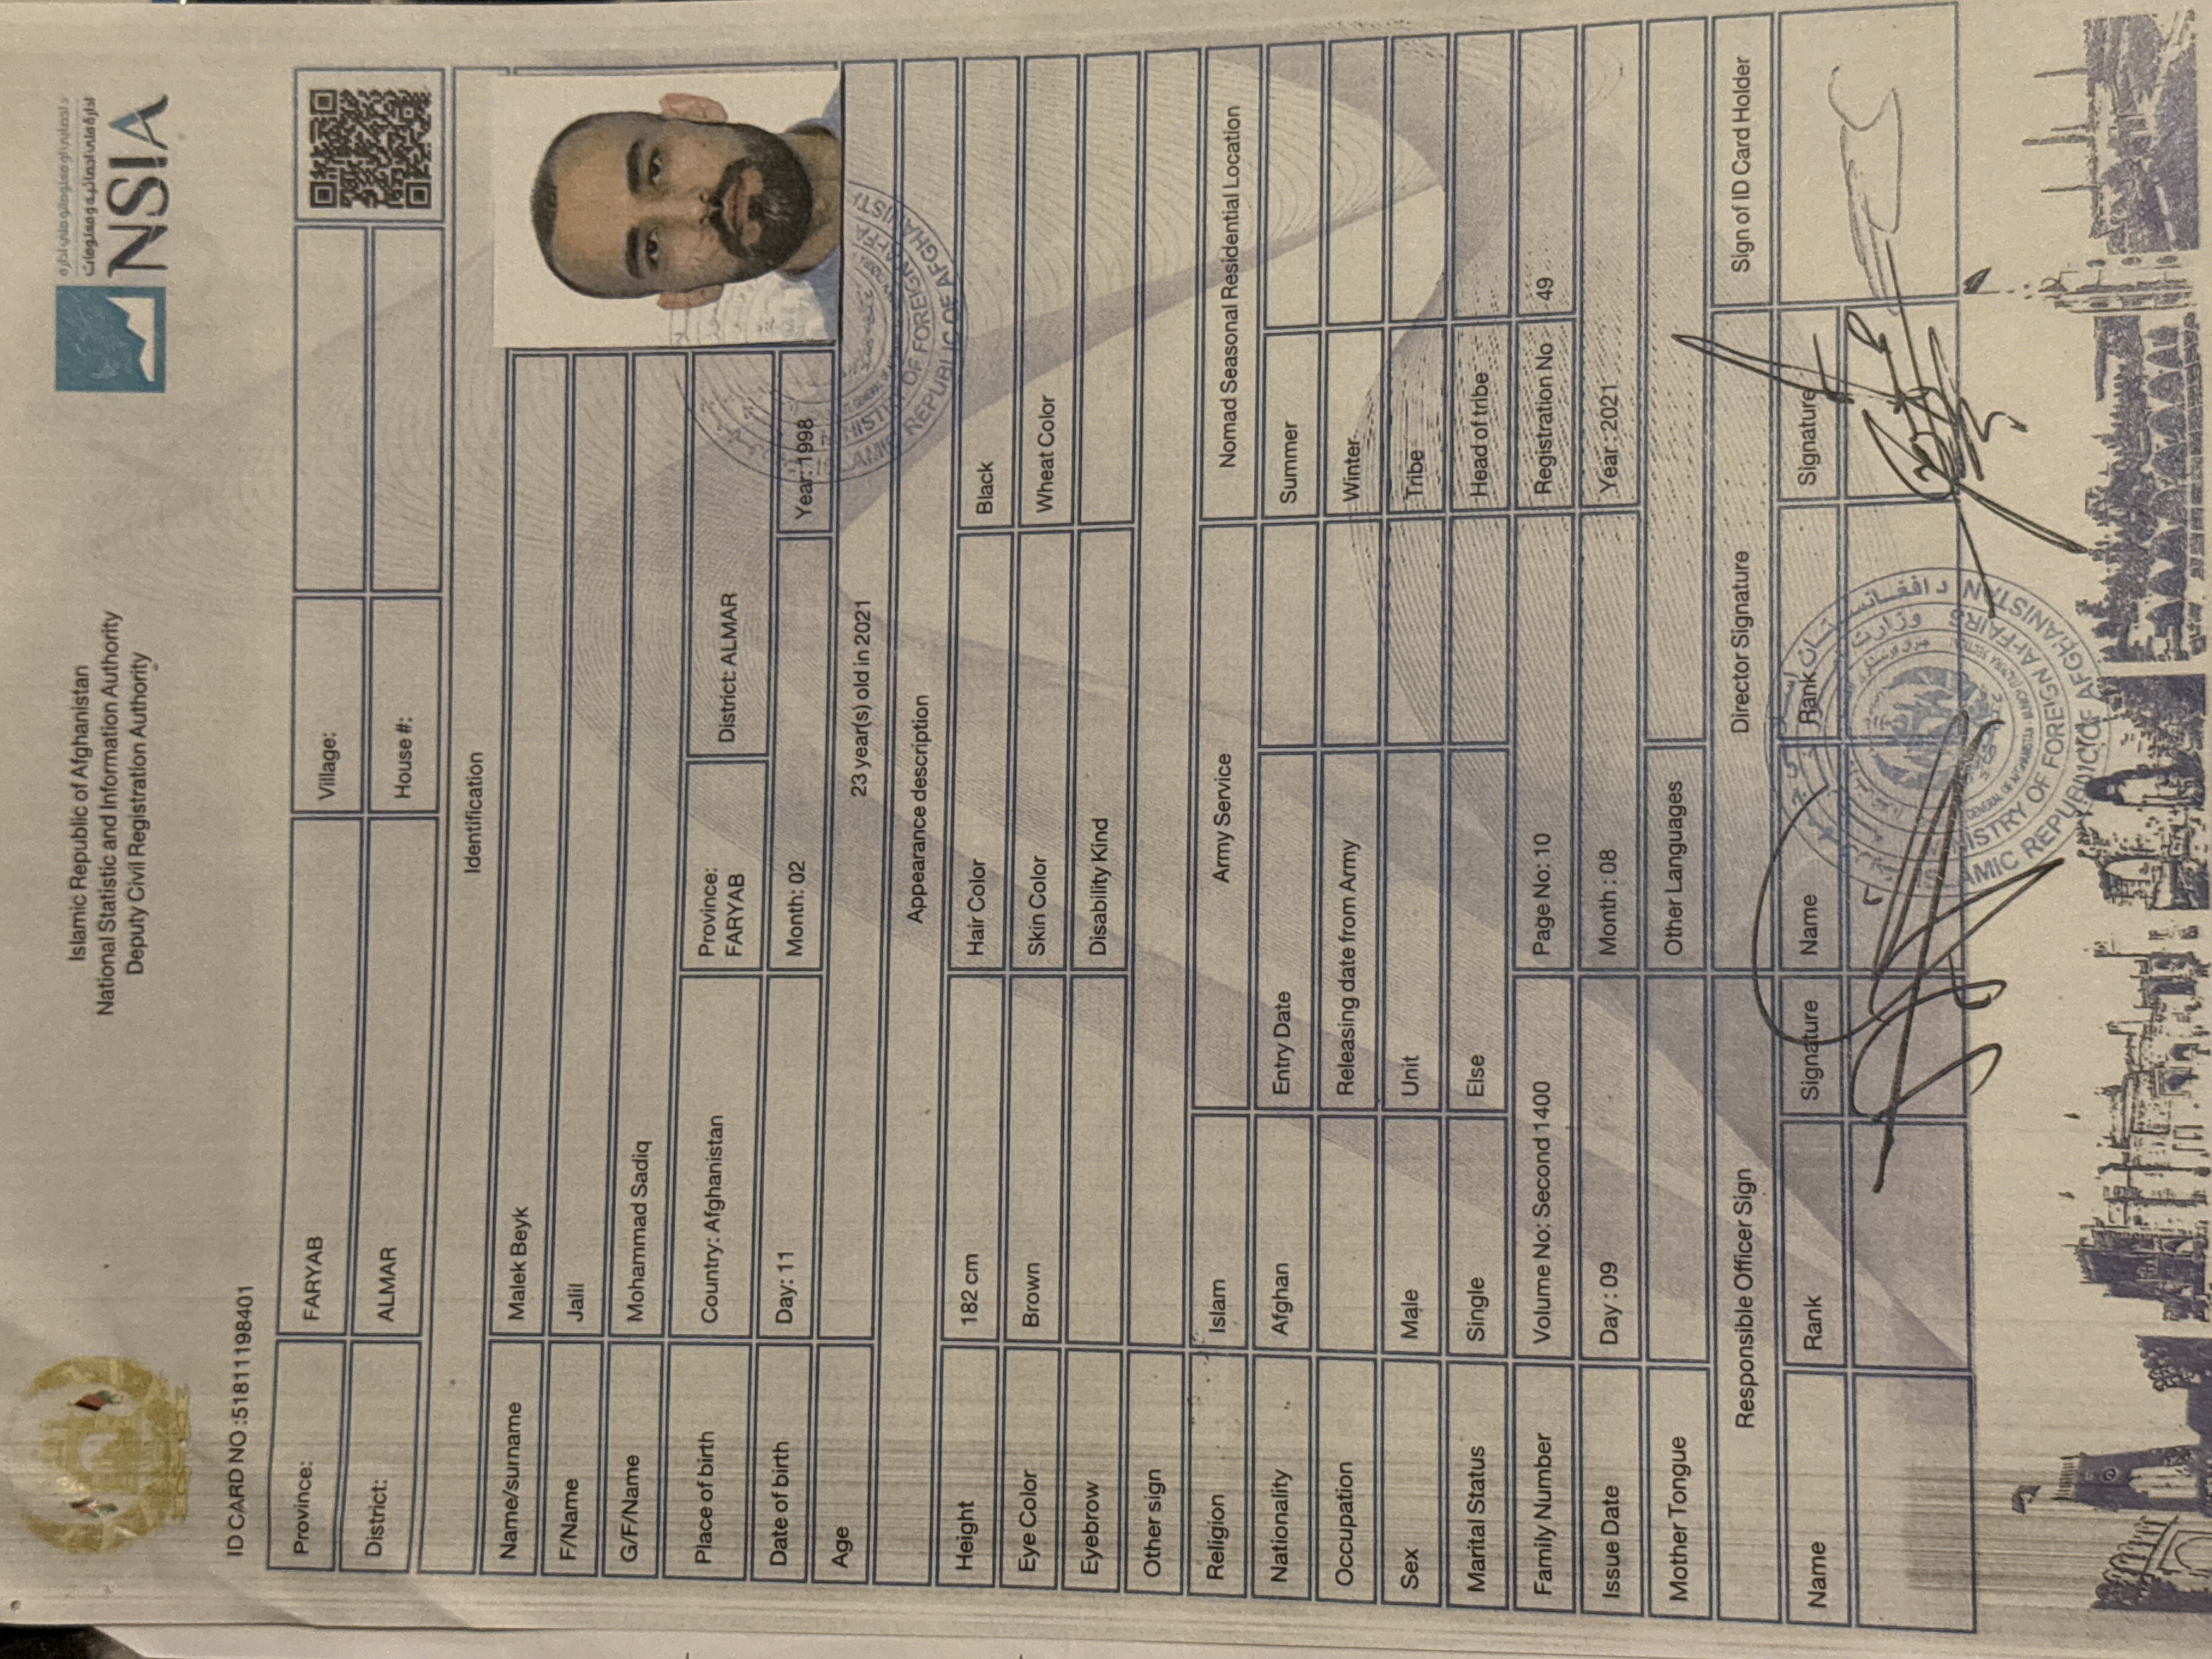 Islamic Republic of Afghanistan
National Statistic and Information Authority
Deputy Civil Registration Authority
د احصایې او معلوماتو ملي اداره
ادارهٔ ملی احصائیه و معلومات
NSIA
ID CARD NO :51811198401
Province: FARYAB Village:
District: ALMAR House #:
Identification
Name/surname Malek Beyk
F/Name Jalil
G/F/Name Mohammad Sadiq
Place of birth Country: Afghanistan Province: FARYAB District: ALMAR
Date of birth Day: 11 Month: 02 Year: 1998
Age 23 year(s) old in 2021
MINISTRY OF FOREIGN AFFA
ISLAMIC REPUBLIC OF AFGHANISTA
Appearance description
Height 182 cm Hair Color Black
Eye Color Brown Skin Color Wheat Color
Eyebrow Disability Kind
Other sign
Religion Islam Army Service Nomad Seasonal Residential Location
Nationality Afghan Entry Date Summer
Occupation Releasing date from Army Winter
Sex Male Unit Tribe
Marital Status Single Else Head of tribe
Family Number Volume No: Second 1400 Page No: 10 Registration No 49
Issue Date Day : 09 Month : 08 Year : 2021
Mother Tongue Other Languages
Responsible Officer Sign Director Signature Sign of ID Card Holder
Name Rank Signature Name Rank Signature
MINISTRY OF FOREIGN AFFAIRS
ISLAMIC REPUBLIC OF AFGHANISTAN